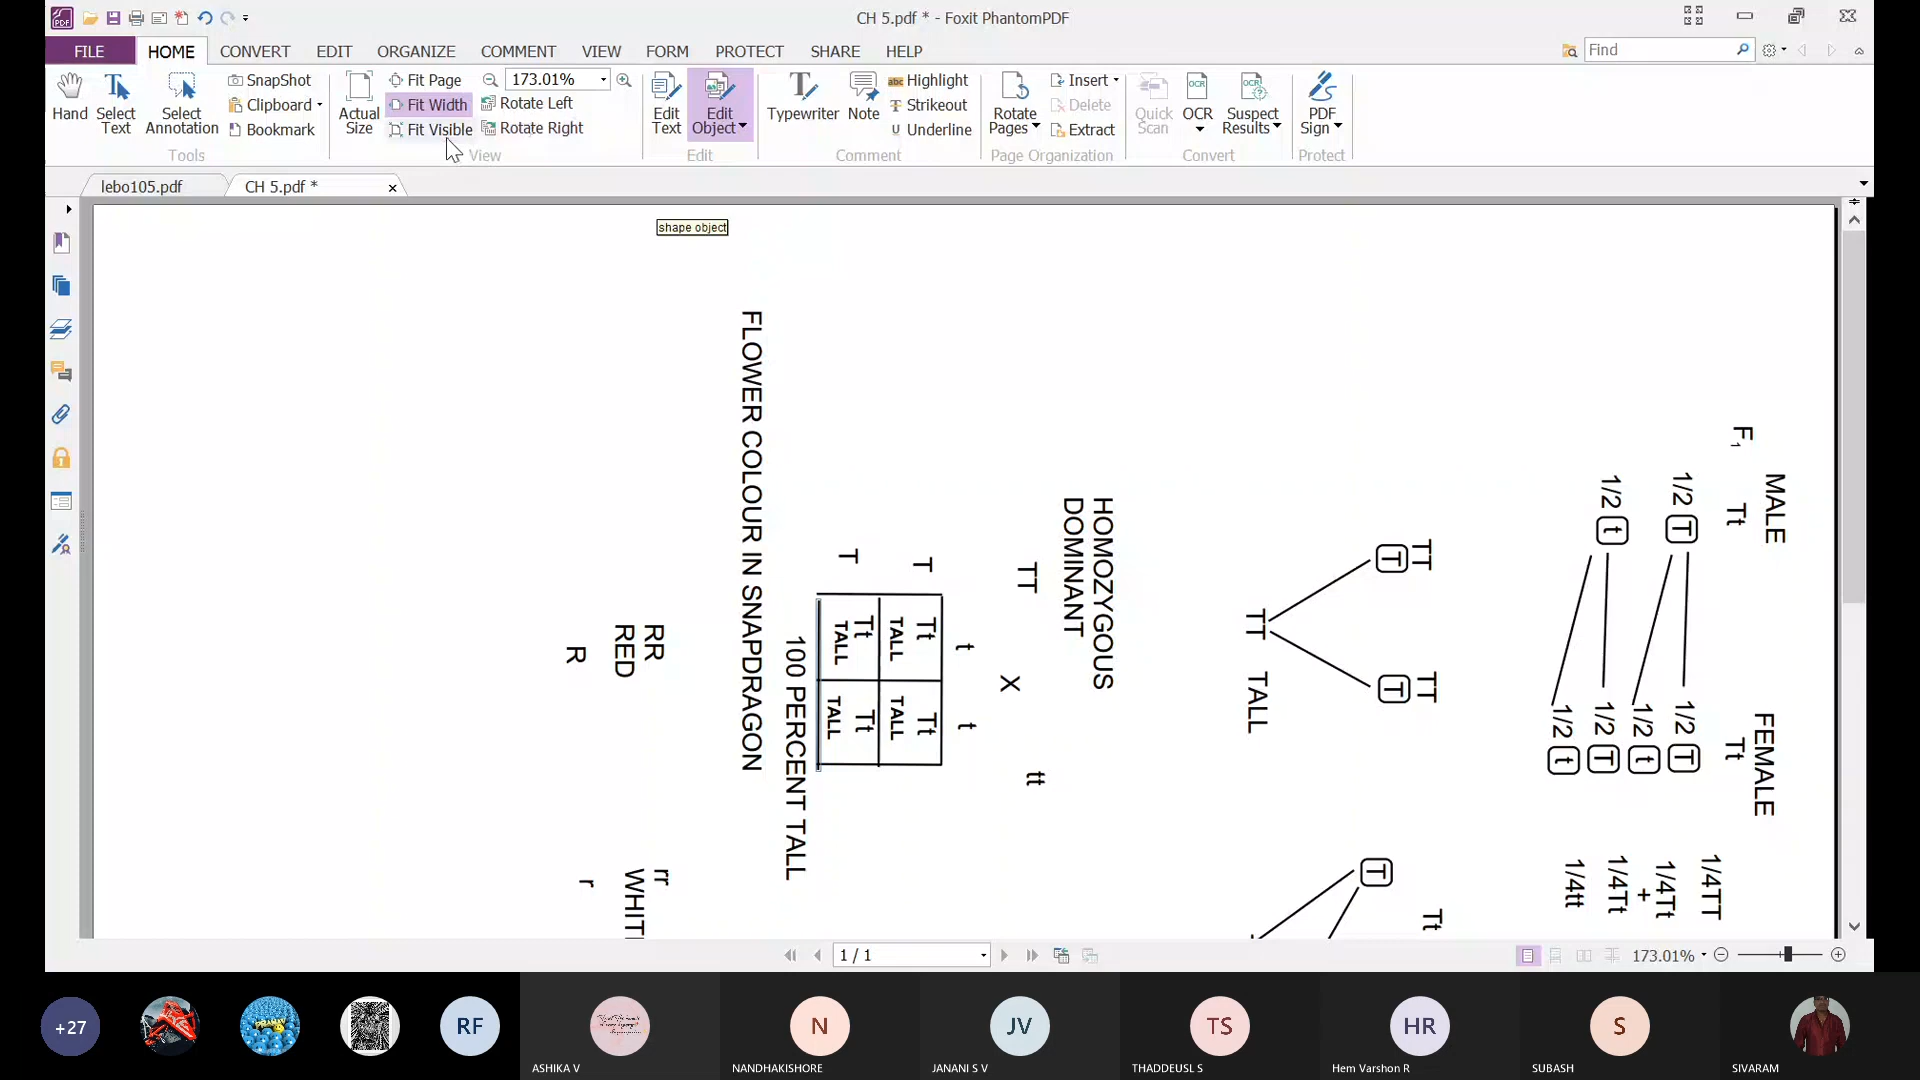 CH 5.pdf * - Foxit PhantomPDF
FILE HOME CONVERT EDIT ORGANIZE COMMENT VIEW FORM PROTECT SHARE HELP
Find
Hand
Select Text
Select Annotation
SnapShot
Clipboard
Bookmark
Tools
Actual Size
Fit Page
Fit Width
Fit Visible
173.01%
Rotate Left
Rotate Right
View
Edit Text
Edit Object
Edit
Typewriter
Note
Highlight
Strikeout
Underline
Comment
Rotate Pages
Insert
Delete
Extract
Page Organization
Quick Scan
OCR
Suspect Results
Convert
PDF Sign
Protect
lebo105.pdf
CH 5.pdf *
shape object
MALE FEMALE
F1 Tt Tt
1/2 T 1/2 T 1/4TT
1/2 t 1/4Tt
+
1/2 t 1/2 T 1/4Tt
1/2 t 1/4tt
TT TT Tt
T T T
TT TALL
HOMOZYGOUS
DOMINANT
TT X tt
t t
T Tt TALL Tt TALL
T Tt TALL Tt TALL
100 PERCENT TALL
FLOWER COLOUR IN SNAPDRAGON
RR rr
RED
R r
1 / 1
173.01%
+27
RF
N
JV
TS
HR
S
ASHIKA V
NANDHAKISHORE
JANANI S V
THADDEUSL S
Hem Varshon R
SUBASH
SIVARAM